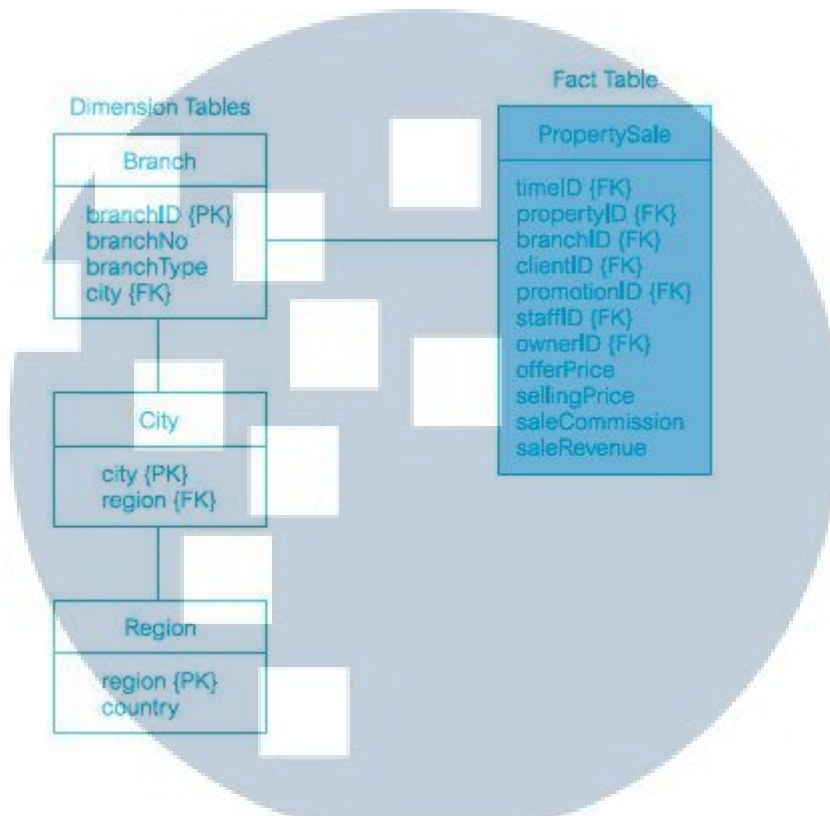 Dimension Tables
Branch
branchID {PK}
branchNo
branchType
city {FK}
City
city {PK}
region {FK}
Region
region {PK}
country
Fact Table
PropertySale
timeID {FK}
propertyID {FK}
branchID {FK}
clientID {FK}
promotionID {FK}
staffID {FK}
ownerID {FK}
offerPrice
sellingPrice
saleCommission
saleRevenue